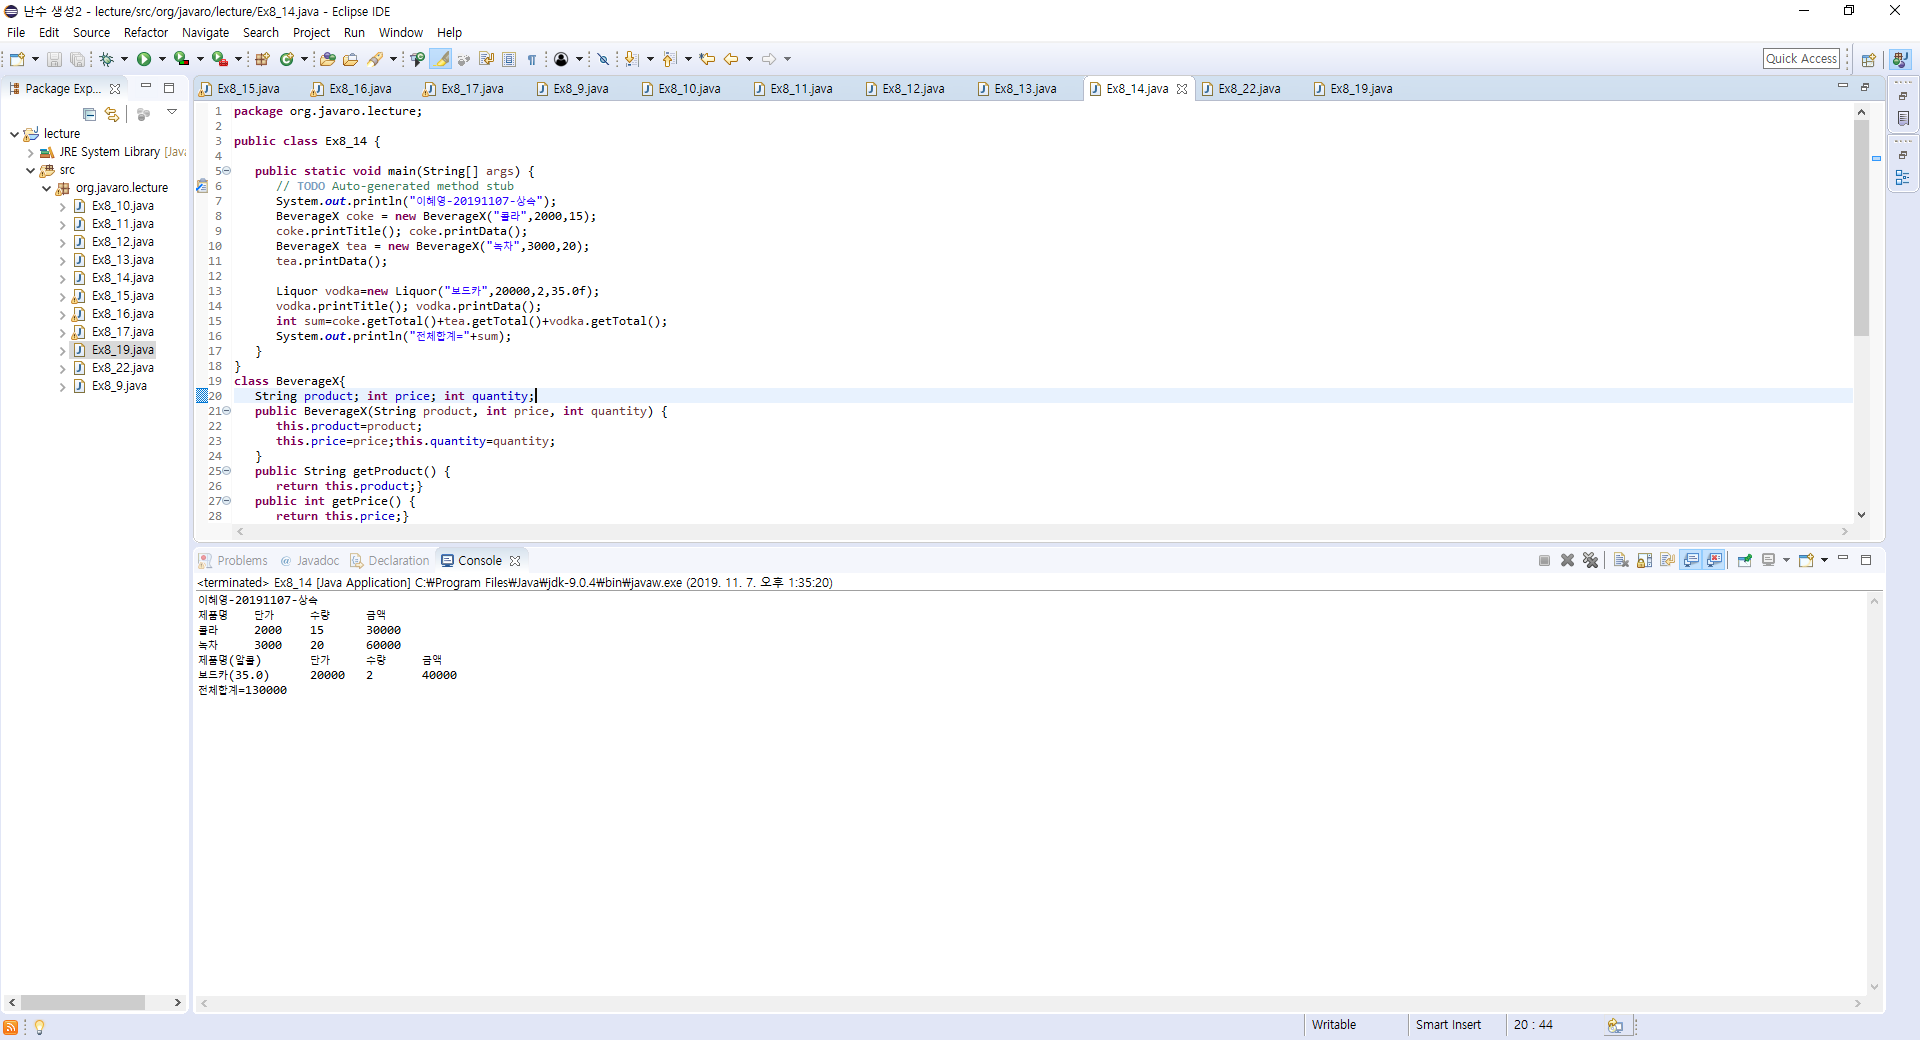 난수 생성2 - lecture/src/org/javaro/lecture/Ex8_14.java - Eclipse IDE
File Edit Source Refactor Navigate Search Project Run Window Help
Quick Access
Package Exp...
lecture
JRE System Library [Java
src
org.javaro.lecture
Ex8_10.java
Ex8_11.java
Ex8_12.java
Ex8_13.java
Ex8_14.java
Ex8_15.java
Ex8_16.java
Ex8_17.java
Ex8_19.java
Ex8_22.java
Ex8_9.java
Ex8_15.java Ex8_16.java Ex8_17.java Ex8_9.java Ex8_10.java Ex8_11.java Ex8_12.java Ex8_13.java Ex8_14.java Ex8_22.java Ex8_19.java
1 package org.javaro.lecture;
2
3 public class Ex8_14 {
4
5 public static void main(String[] args) {
6 // TODO Auto-generated method stub
7 System.out.println("이혜영-20191107-상속");
8 BeverageX coke = new BeverageX("콜라",2000,15);
9 coke.printTitle(); coke.printData();
10 BeverageX tea = new BeverageX("녹차",3000,20);
11 tea.printData();
12
13 Liquor vodka=new Liquor("보드카",20000,2,35.0f);
14 vodka.printTitle(); vodka.printData();
15 int sum=coke.getTotal()+tea.getTotal()+vodka.getTotal();
16 System.out.println("전체합계="+sum);
17 }
18 }
19 class BeverageX{
20 String product; int price; int quantity;
21 public BeverageX(String product, int price, int quantity) {
22 this.product=product;
23 this.price=price;this.quantity=quantity;
24 }
25 public String getProduct() {
26 return this.product;}
27 public int getPrice() {
28 return this.price;}
Problems @ Javadoc Declaration Console
<terminated> Ex8_14 [Java Application] C:₩Program Files₩Java₩jdk-9.0.4₩bin₩javaw.exe (2019. 11. 7. 오후 1:35:20)
이혜영-20191107-상속
제품명 단가 수량 금액
콜라 2000 15 30000
녹차 3000 20 60000
제품명(알콜) 단가 수량 금액
보드카(35.0) 20000 2 40000
전체합계=130000
Writable Smart Insert 20 : 44